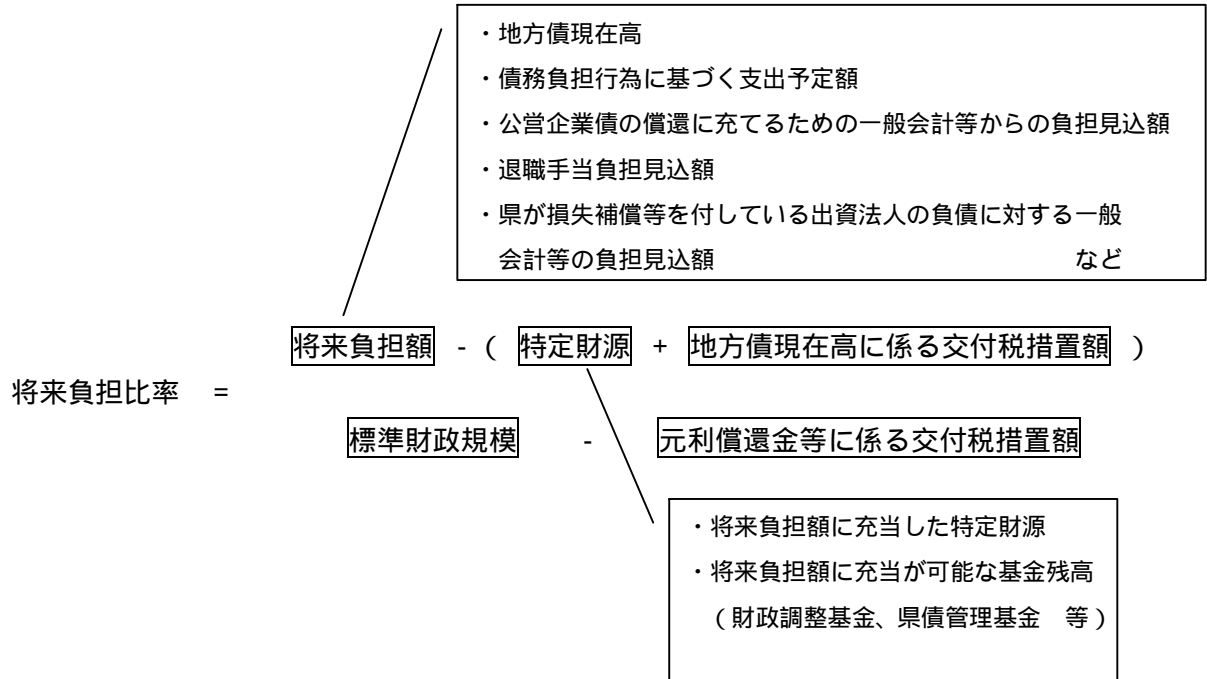 ・地方債現在高
・債務負担行為に基づく支出予定額
・公営企業債の償還に充てるための一般会計等からの負担見込額
・退職手当負担見込額
・県が損失補償等を付している出資法人の負債に対する一般
会計等の負担見込額 など
将来負担額 - ( 特定財源 + 地方債現在高に係る交付税措置額 )
将来負担比率 =
標準財政規模 - 元利償還金等に係る交付税措置額
・将来負担額に充当した特定財源
・将来負担額に充当が可能な基金残高
(財政調整基金、県債管理基金 等)